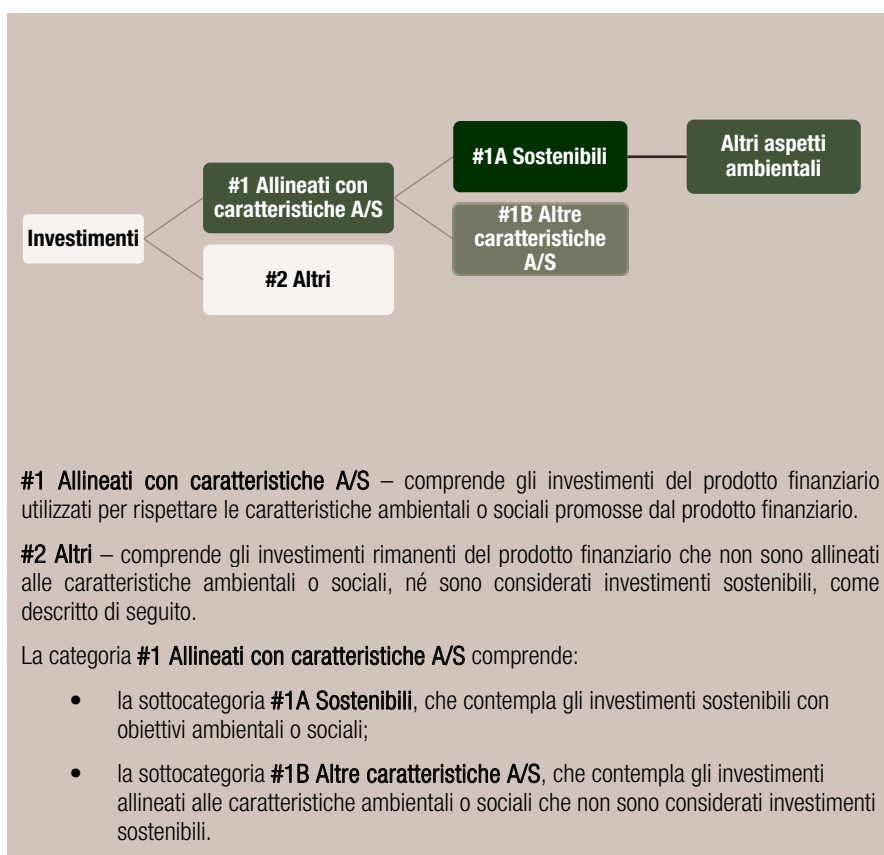 Investimenti
#1 Allineati con
caratteristiche A/S
#2 Altri
#1A Sostenibili
#1B Altre
caratteristiche
A/S
Altri aspetti
ambientali
#1 Allineati con caratteristiche A/S – comprende gli investimenti del prodotto finanziario
utilizzati per rispettare le caratteristiche ambientali o sociali promosse dal prodotto finanziario.
#2 Altri – comprende gli investimenti rimanenti del prodotto finanziario che non sono allineati
alle caratteristiche ambientali o sociali, né sono considerati investimenti sostenibili, come
descritto di seguito.
La categoria #1 Allineati con caratteristiche A/S comprende:
• la sottocategoria #1A Sostenibili, che contempla gli investimenti sostenibili con
obiettivi ambientali o sociali;
• la sottocategoria #1B Altre caratteristiche A/S, che contempla gli investimenti
allineati alle caratteristiche ambientali o sociali che non sono considerati investimenti
sostenibili.